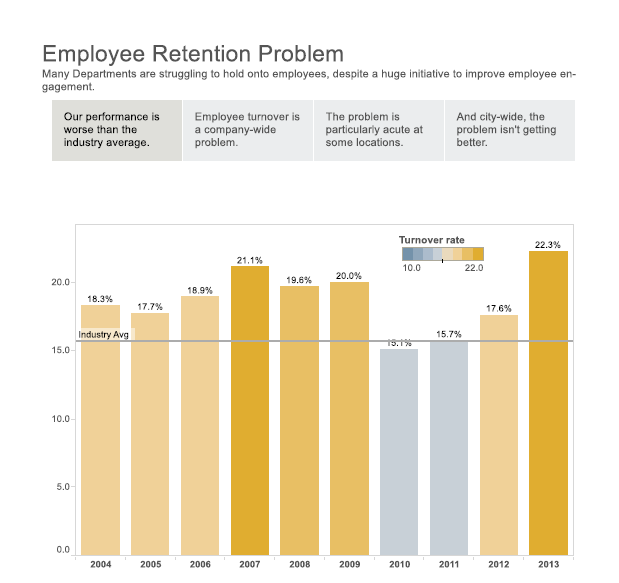 Employee Retention Problem
Many Departments are struggling to hold onto employees, despite a huge initiative to improve employee en-
gagement.
Our performance is
worse than the
industry average.
Employee turnover is
a company-wide
problem.
The problem is
particularly acute at
some locations.
And city-wide, the
problem isn't getting
better.
Turnover rate
10.0 22.0
22.3%
21.1%
20.0%
19.6%
18.9%
18.3%
17.7%
17.6%
15.7%
15.1%
Industry Avg
20.0
15.0
10.0
5.0
0.0
2004 2005 2006 2007 2008 2009 2010 2011 2012 2013